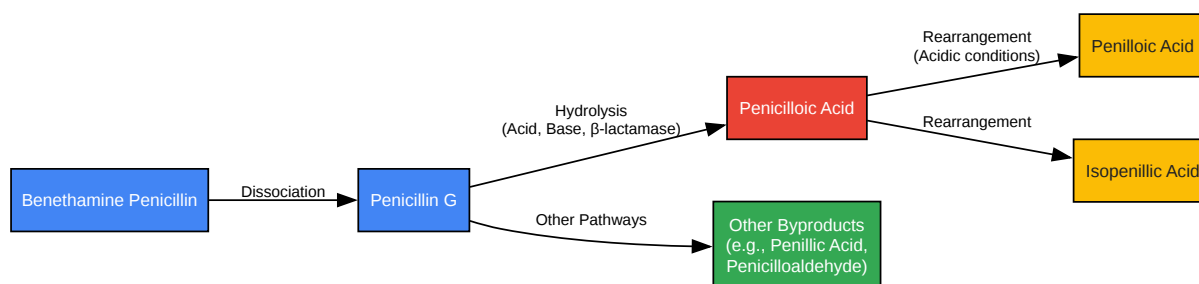 Benethamine Penicillin
Dissociation
Penicillin G
Hydrolysis
(Acid, Base, β-lactamase)
Other Pathways
Penicilloic Acid
Other Byproducts
(e.g., Penillic Acid,
Penicilloaldehyde)
Rearrangement
(Acidic conditions)
Rearrangement
Penilloic Acid
Isopenillic Acid